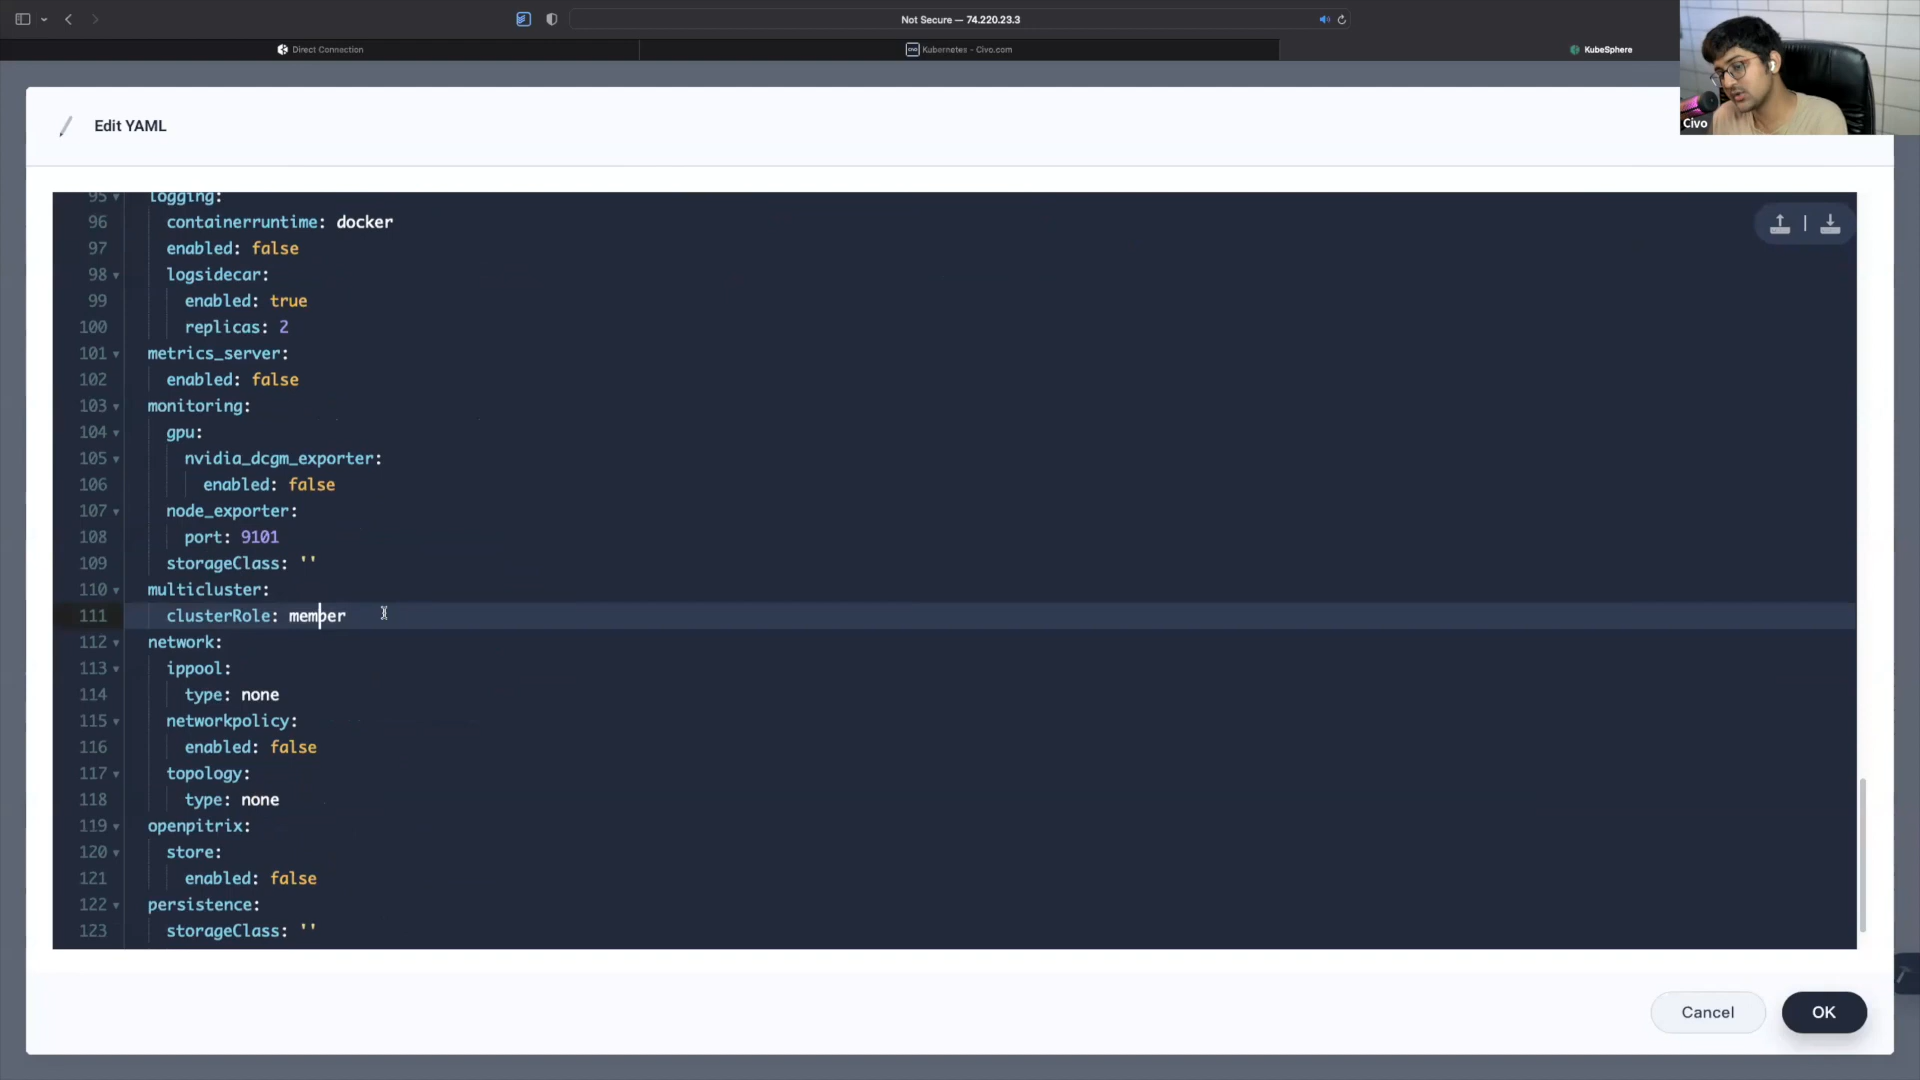 Not Secure — 74.220.23.3
Direct Connection
Kubernetes - Civo.com
KubeSphere
Civo
Edit YAML
95 logging:
96 containerruntime: docker
97 enabled: false
98 logsidecar:
99 enabled: true
100 replicas: 2
101 metrics_server:
102 enabled: false
103 monitoring:
104 gpu:
105 nvidia_dcgm_exporter:
106 enabled: false
107 node_exporter:
108 port: 9101
109 storageClass: ''
110 multicluster:
111 clusterRole: member
112 network:
113 ippool:
114 type: none
115 networkpolicy:
116 enabled: false
117 topology:
118 type: none
119 openpitrix:
120 store:
121 enabled: false
122 persistence:
123 storageClass: ''
Cancel
OK